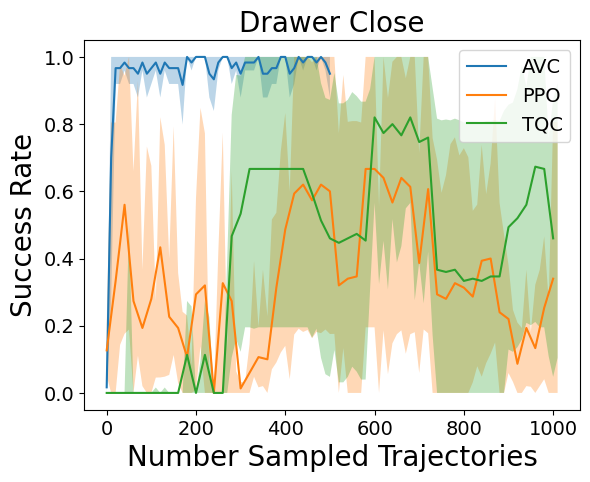 Drawer Close
Success Rate
1.0
0.8
0.6
0.4
0.2
0.0
AVC
PPO
TQC
0 200 400 600 800 1000
Number Sampled Trajectories